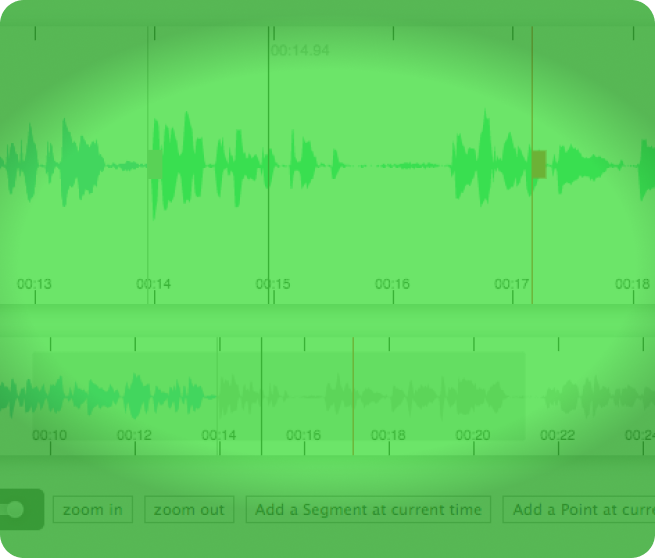 00:14.94
00:13 00:14 00:15 00:16 00:17 00:18
00:10 00:12 00:14 00:16 00:18 00:20 00:22 00:24
zoom in zoom out Add a Segment at current time Add a Point at curre